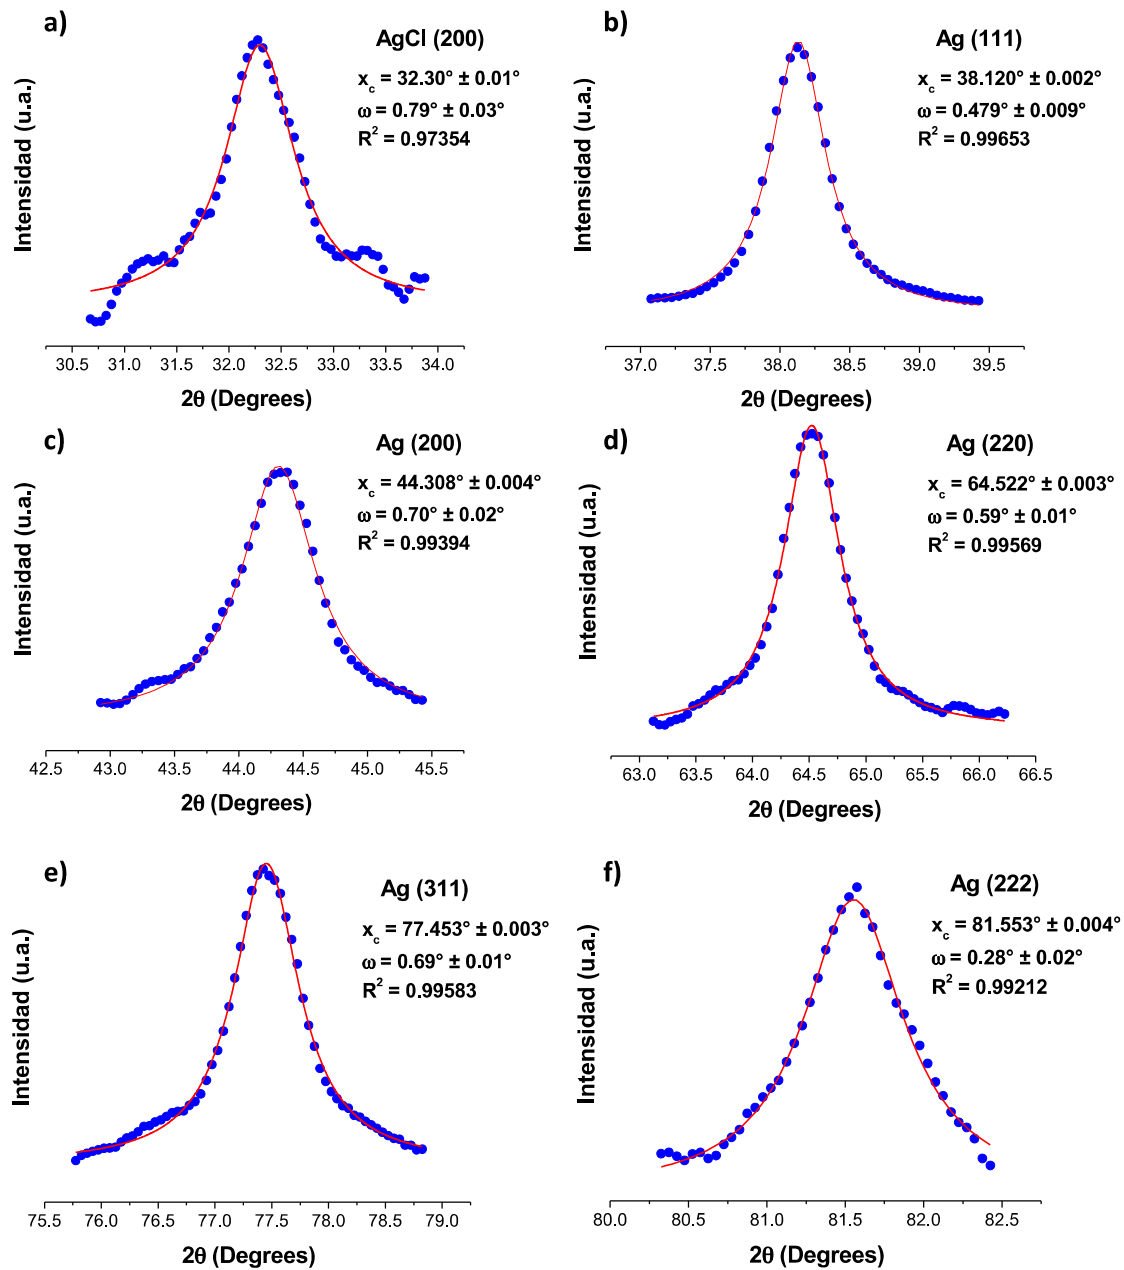 a)
AgCl (200)
x_c = 32.30° ± 0.01°
ω = 0.79° ± 0.03°
R² = 0.97354
Intensidad (u.a.)
30.5 31.0 31.5 32.0 32.5 33.0 33.5 34.0
2θ (Degrees)
b)
Ag (111)
x_c = 38.120° ± 0.002°
ω = 0.479° ± 0.009°
R² = 0.99653
Intensidad (u.a.)
37.0 37.5 38.0 38.5 39.0 39.5
2θ (Degrees)
c)
Ag (200)
x_c = 44.308° ± 0.004°
ω = 0.70° ± 0.02°
R² = 0.99394
Intensidad (u.a.)
42.5 43.0 43.5 44.0 44.5 45.0 45.5
2θ (Degrees)
d)
Ag (220)
x_c = 64.522° ± 0.003°
ω = 0.59° ± 0.01°
R² = 0.99569
Intensidad (u.a.)
63.0 63.5 64.0 64.5 65.0 65.5 66.0 66.5
2θ (Degrees)
e)
Ag (311)
x_c = 77.453° ± 0.003°
ω = 0.69° ± 0.01°
R² = 0.99583
Intensidad (u.a.)
75.5 76.0 76.5 77.0 77.5 78.0 78.5 79.0
2θ (Degrees)
f)
Ag (222)
x_c = 81.553° ± 0.004°
ω = 0.28° ± 0.02°
R² = 0.99212
Intensidad (u.a.)
80.0 80.5 81.0 81.5 82.0 82.5
2θ (Degrees)